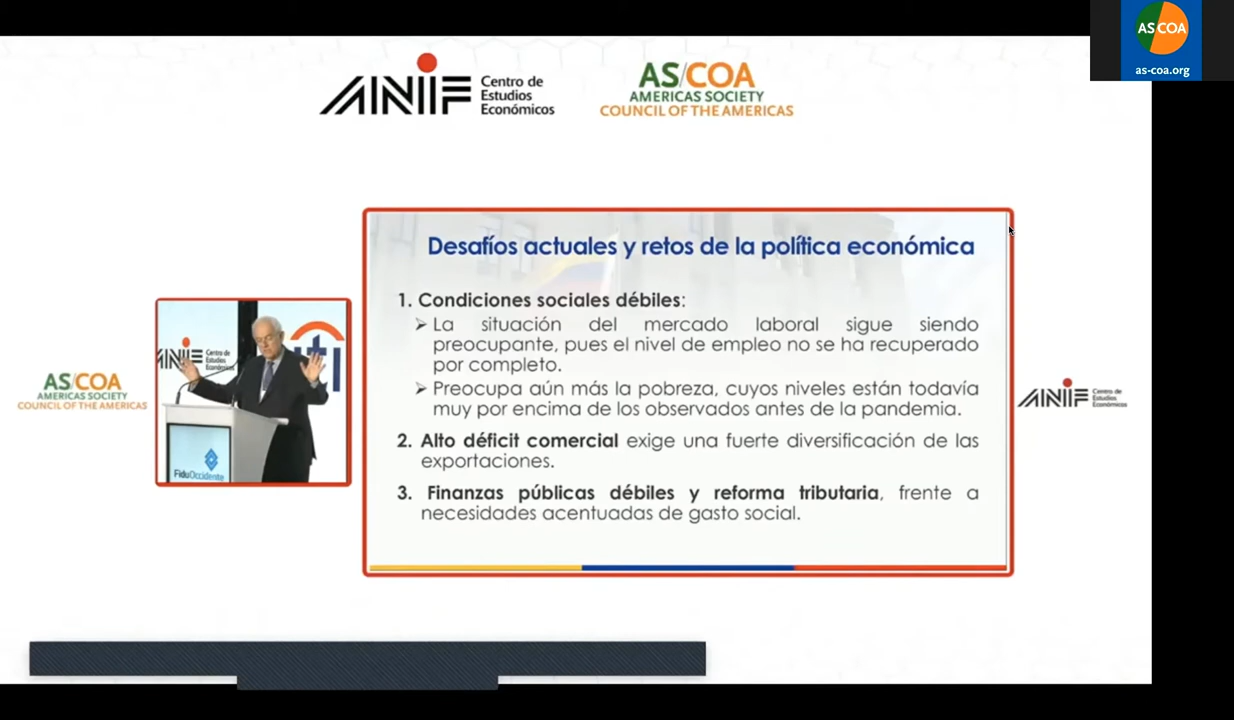 AS/COA
as-coa.org
ANIF Centro de
Estudios
Económicos
AS/COA
AMERICAS SOCIETY
COUNCIL OF THE AMERICAS
Desafíos actuales y retos de la política económica
1. Condiciones sociales débiles:
➢ La situación del mercado laboral sigue siendo
preocupante, pues el nivel de empleo no se ha recuperado
por completo.
➢ Preocupa aún más la pobreza, cuyos niveles están todavía
muy por encima de los observados antes de la pandemia.
2. Alto déficit comercial exige una fuerte diversificación de las
exportaciones.
3. Finanzas públicas débiles y reforma tributaria, frente a
necesidades acentuadas de gasto social.
AS/COA
AMERICAS SOCIETY
COUNCIL OF THE AMERICAS
ANIF Centro de
Estudios
Económicos
FiduOccidente
ANIF Centro de
Estudios
Económicos